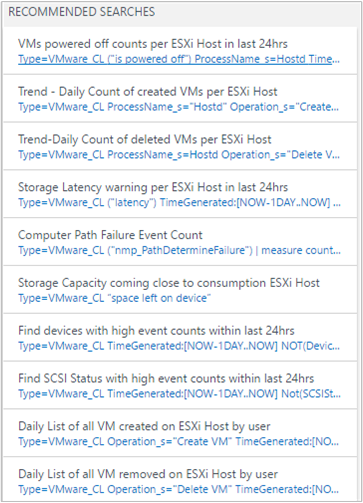 RECOMMENDED SEARCHES
VMs powered off counts per ESXi Host in last 24hrs
Type=VMware_CL ("is powered off") ProcessName_s=Hostd Time...
Trend - Daily Count of created VMs per ESXi Host
Type=VMware_CL ProcessName_s="Hostd" Operation_s="Create...
Trend-Daily Count of deleted VMs per ESXi Host
Type=VMware_CL ProcessName_s=Hostd Operation_s="Delete V...
Storage Latency warning per ESXi Host in last 24hrs
Type=VMware_CL ("latency") TimeGenerated:[NOW-1DAY..NOW] ...
Computer Path Failure Event Count
Type=VMware_CL ("nmp_PathDetermineFailure") | measure count...
Storage Capacity coming close to consumption ESXi Host
Type=VMware_CL "space left on device"
Find devices with high event counts within last 24hrs
Type=VMware_CL TimeGenerated:[NOW-1DAY..NOW] NOT(Devic...
Find SCSI Status with high event counts within last 24hrs
Type=VMware_CL TimeGenerated:[NOW-1DAY..NOW] Not(SCSISt...
Daily List of all VM created on ESXi Host by user
Type=VMware_CL Operation_s="Create VM" TimeGenerated:[NO...
Daily List of all VM removed on ESXi Host by user
Type=VMware_CL Operation_s="Delete VM" TimeGenerated:[NO...